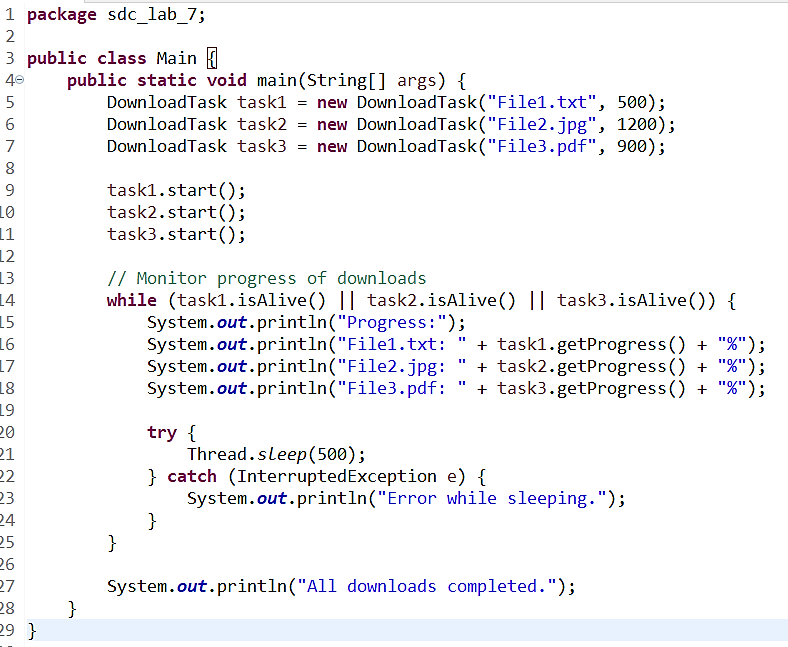 1 package sdc_lab_7;
2
3 public class Main {
4 public static void main(String[] args) {
5 DownloadTask task1 = new DownloadTask("File1.txt", 500);
6 DownloadTask task2 = new DownloadTask("File2.jpg", 1200);
7 DownloadTask task3 = new DownloadTask("File3.pdf", 900);
8
9 task1.start();
10 task2.start();
11 task3.start();
12
13 // Monitor progress of downloads
14 while (task1.isAlive() || task2.isAlive() || task3.isAlive()) {
15 System.out.println("Progress:");
16 System.out.println("File1.txt: " + task1.getProgress() + "%");
17 System.out.println("File2.jpg: " + task2.getProgress() + "%");
18 System.out.println("File3.pdf: " + task3.getProgress() + "%");
19
20 try {
21 Thread.sleep(500);
22 } catch (InterruptedException e) {
23 System.out.println("Error while sleeping.");
24 }
25 }
26
27 System.out.println("All downloads completed.");
28 }
29 }